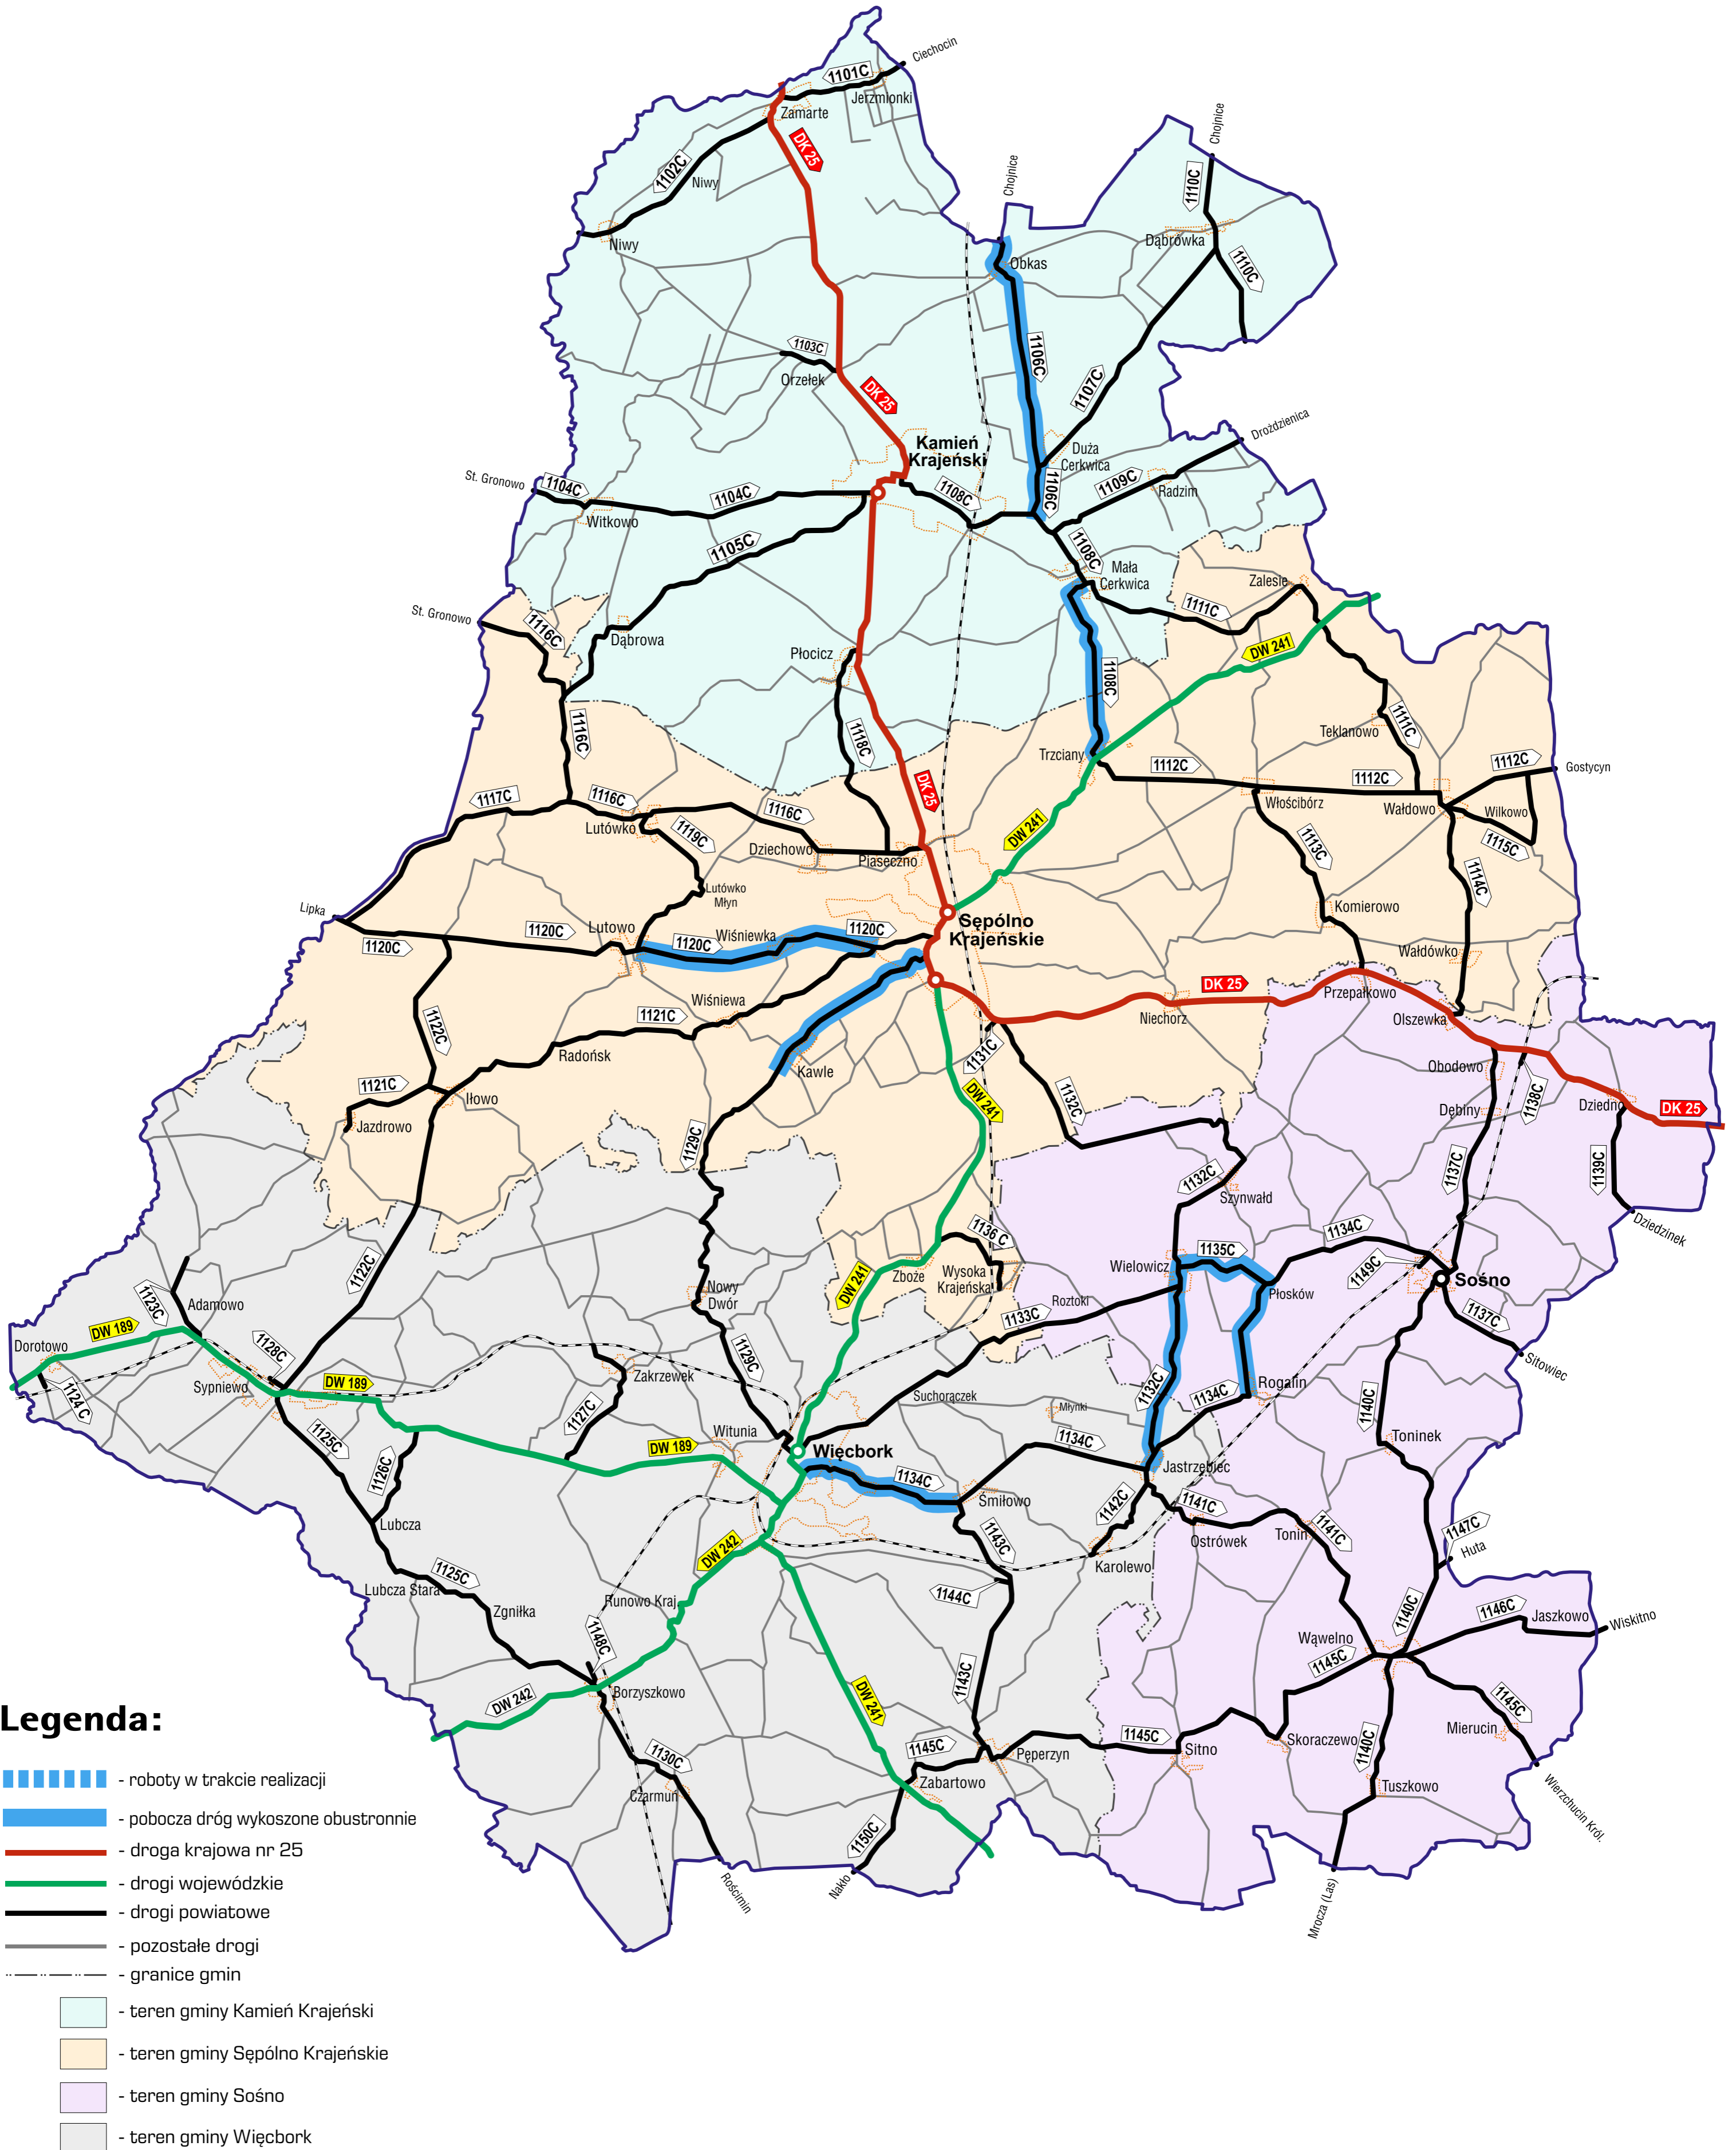 Ciechocin
1101C
Jerzmionki
Zamarte
DK 25
1102C
Niwy
Niwy
Chojnice
Chojnice
1110C
Dąbrówka
1110C
Obkas
1106C
1103C
Orzełek
DK 25
1107C
Kamień
Krajeński
Duża
Cerkwica
Drożdzienica
St. Gronowo
1104C
1104C
1108C
1106C
1109C
Radzim
Witkowo
1105C
1108C
Mała
Cerkwica
Zalesie
St. Gronowo
1116C
Dąbrowa
1111C
Płocicz
DW 241
1108C
1116C
1118C
Teklanowo
1111C
Trzciany
1112C
1112C
1112C
Gostycyn
DK 25
1117C
1116C
1116C
Włościbórz
Wałdowo
Wilkowo
Lutówko
1119C
Dziechowo
Piaseczno
DW 241
1113C
1115C
Lutówko
Młyn
1114C
Lipka
Komierowo
Sępólno
Krajeńskie
1120C
1120C
Lutowo
1120C
Wiśniewka
1120C
Wałdówko
DK 25
Przepałkowo
Wiśniewa
1121C
Niechorz
Olszewka
1122C
Radońsk
Kawle
1131C
Obodowo
1138C
1121C
Iłowo
DW 241
1132C
Dębiny
Dziedno
DK 25
Jazdrowo
1129C
1137C
1139C
1132C
Szynwałd
Dziedzinek
1136 C
1134C
1122C
Wielowicz
1135C
1149C
Sośno
Zboże
Wysoka
Krajeńska
Płosków
1123C
Adamowo
Nowy
Dwór
DW 241
Roztoki
1133C
1137C
Dorotowo
DW 189
1128C
1129C
Sitowiec
Sypniewo
DW 189
Zakrzewek
Suchorączek
1132C
1134C
Rogalin
1124 C
1127C
Młynki
1140C
1125C
Witunia
DW 189
Więcbork
1134C
Toninek
1126C
1134C
Jastrzębiec
Śmiłowo
1142C
1141C
Lubcza
1143C
Ostrówek
Tonin
1141C
1147C
Huta
DW 242
Karolewo
1125C
Lubcza Stara
1144C
Zgniłka
Runowo Kraj.
1140C
1146C
Jaszkowo
Wiskitno
1148C
Wąwelno
1145C
1143C
Borzyszkowo
DW 242
DW 241
1145C
Mierucin
1130C
1145C
Pęperzyn
1145C
Sitno
Skoraczewo
1140C
Czarmuń
Zabartowo
Tuszkowo
Wierzchucin Król.
1150C
Rościmin
Nakło
Mrocza (Las)
Legenda:
- roboty w trakcie realizacji
- pobocza dróg wykoszone obustronnie
- droga krajowa nr 25
- drogi wojewódzkie
- drogi powiatowe
- pozostałe drogi
- granice gmin
- teren gminy Kamień Krajeński
- teren gminy Sępólno Krajeńskie
- teren gminy Sośno
- teren gminy Więcbork